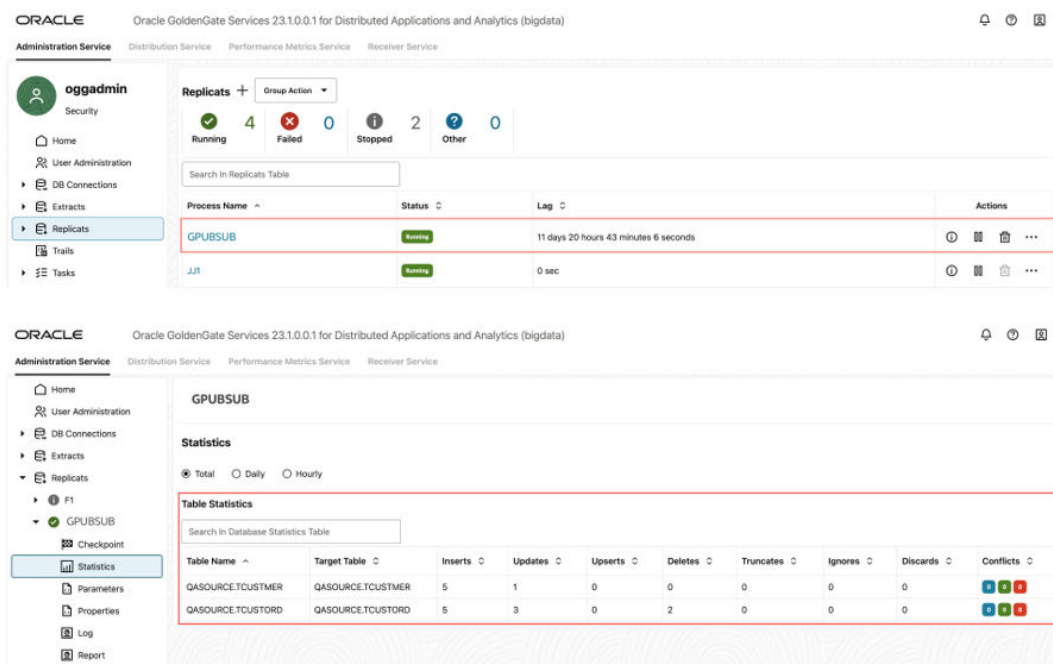 ORACLE Oracle GoldenGate Services 23.1.0.0.1 for Distributed Applications and Analytics (bigdata)
Administration Service Distribution Service Performance Metrics Service Receiver Service
oggadmin
Security
Home
User Administration
DB Connections
Extracts
Replicats
Trails
Tasks
Replicats Group Action
4 0 2 0
Running Failed Stopped Other
Search In Replicats Table
Process Name Status Lag Actions
GPUBSUB Running 11 days 20 hours 43 minutes 6 seconds
JJ1 Running 0 sec
ORACLE Oracle GoldenGate Services 23.1.0.0.1 for Distributed Applications and Analytics (bigdata)
Administration Service Distribution Service Performance Metrics Service Receiver Service
Home
User Administration
DB Connections
Extracts
Replicats
F1
GPUBSUB
Checkpoint
Statistics
Parameters
Properties
Log
Report
GPUBSUB
Statistics
Total Daily Hourly
Table Statistics
Search In Database Statistics Table
Table Name Target Table Inserts Updates Upserts Deletes Truncates Ignores Discards Conflicts
QASOURCE.TCUSTMER QASOURCE.TCUSTMER 5 1 0 0 0 0 0 0 0 0
QASOURCE.TCUSTORD QASOURCE.TCUSTORD 5 3 0 2 0 0 0 0 0 0